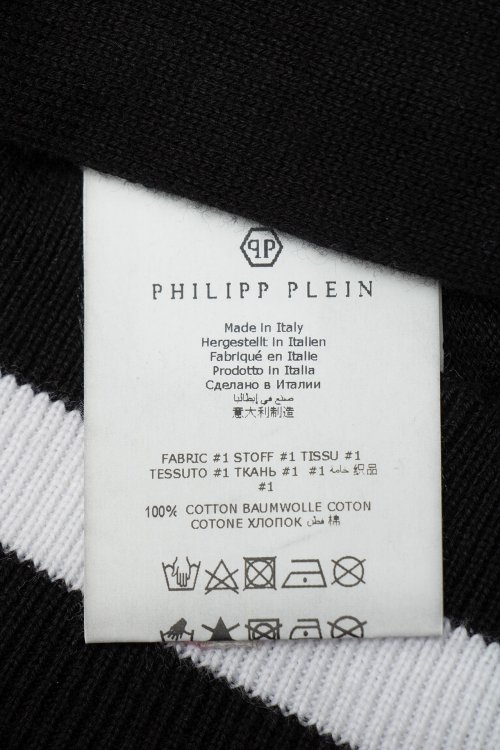 PP
PHILIPP PLEIN
Made in Italy
Hergestellt in Italien
Fabriqué en Italie
Prodotto in Italia
Сделано в Италии
صنع في إيطاليا
意大利制造
FABRIC #1 STOFF #1 TISSU #1
TESSUTO #1 ТКАНЬ #1 #1 خامة 织品
#1
100% COTTON BAUMWOLLE COTON
COTONE ХЛОПОК قطن 棉